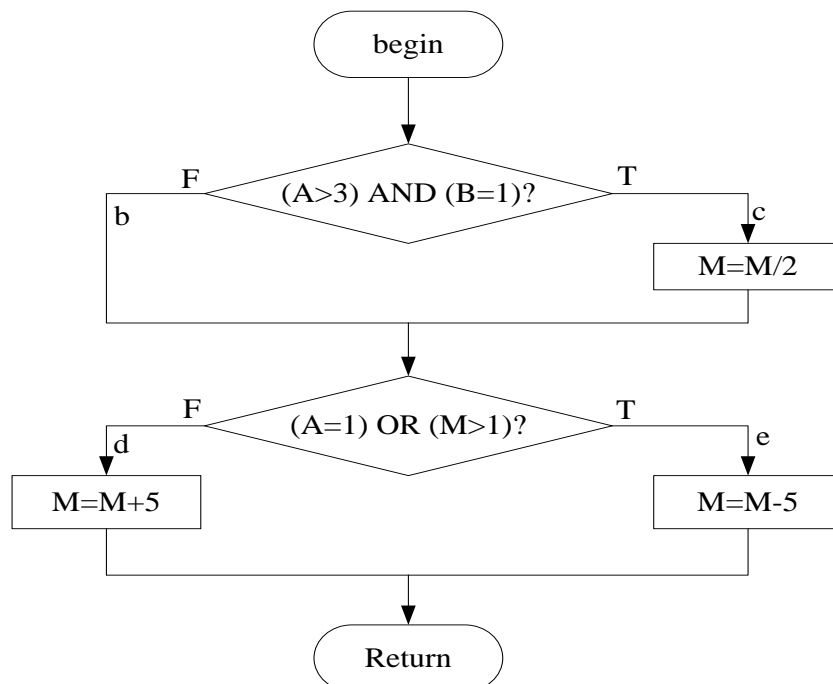 begin
F
(A>3) AND (B=1)?
T
b
c
M=M/2
F
(A=1) OR (M>1)?
T
d
e
M=M+5
M=M-5
Return